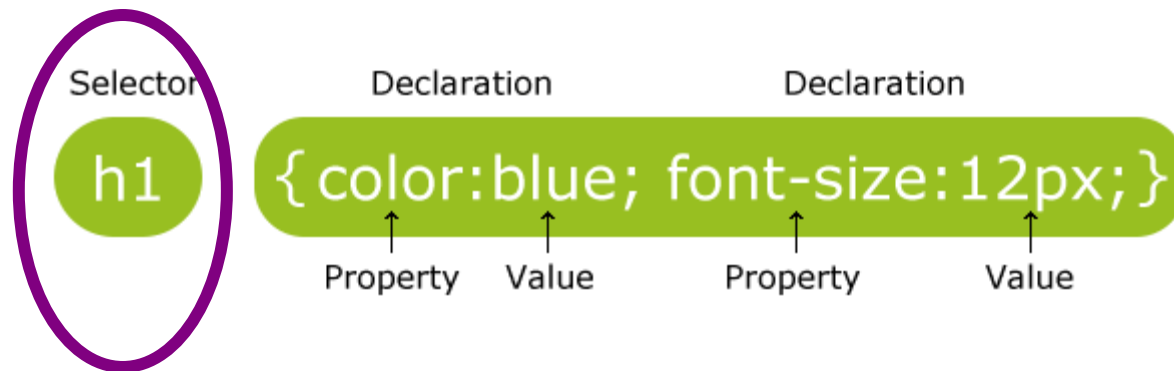 Selector Declaration Declaration
h1 {color:blue; font-size:12px;}
Property Value Property Value